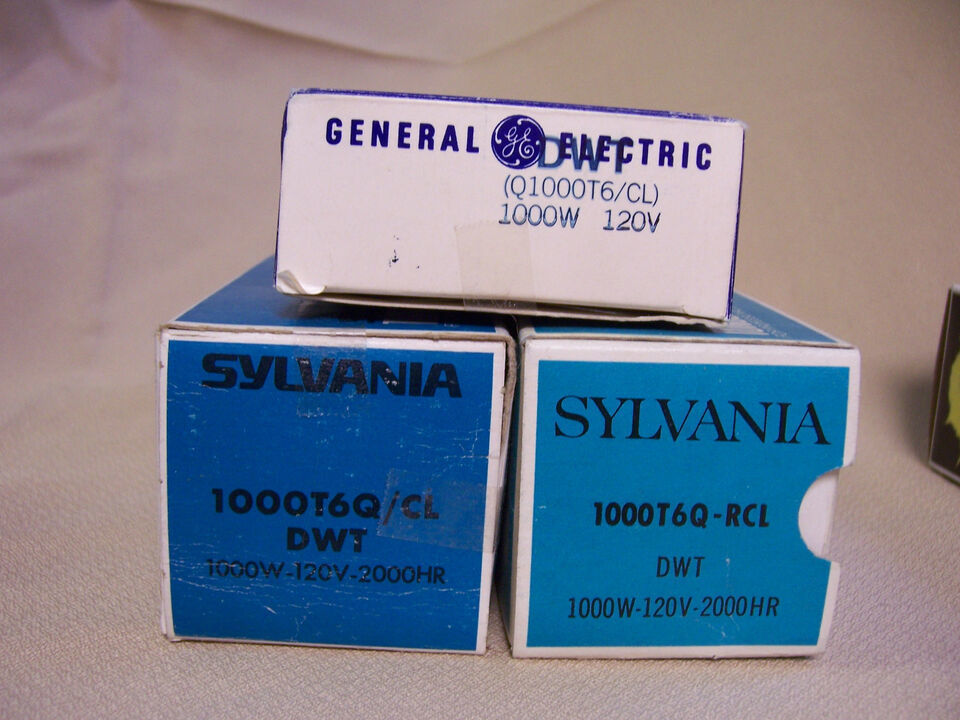 GENERAL GE ELECTRIC
DWT
(Q1000T6/CL)
1000W 120V
SYLVANIA
1000T6Q/CL
DWT
1000W-120V-2000HR
SYLVANIA
1000T6Q-RCL
DWT
1000W-120V-2000HR